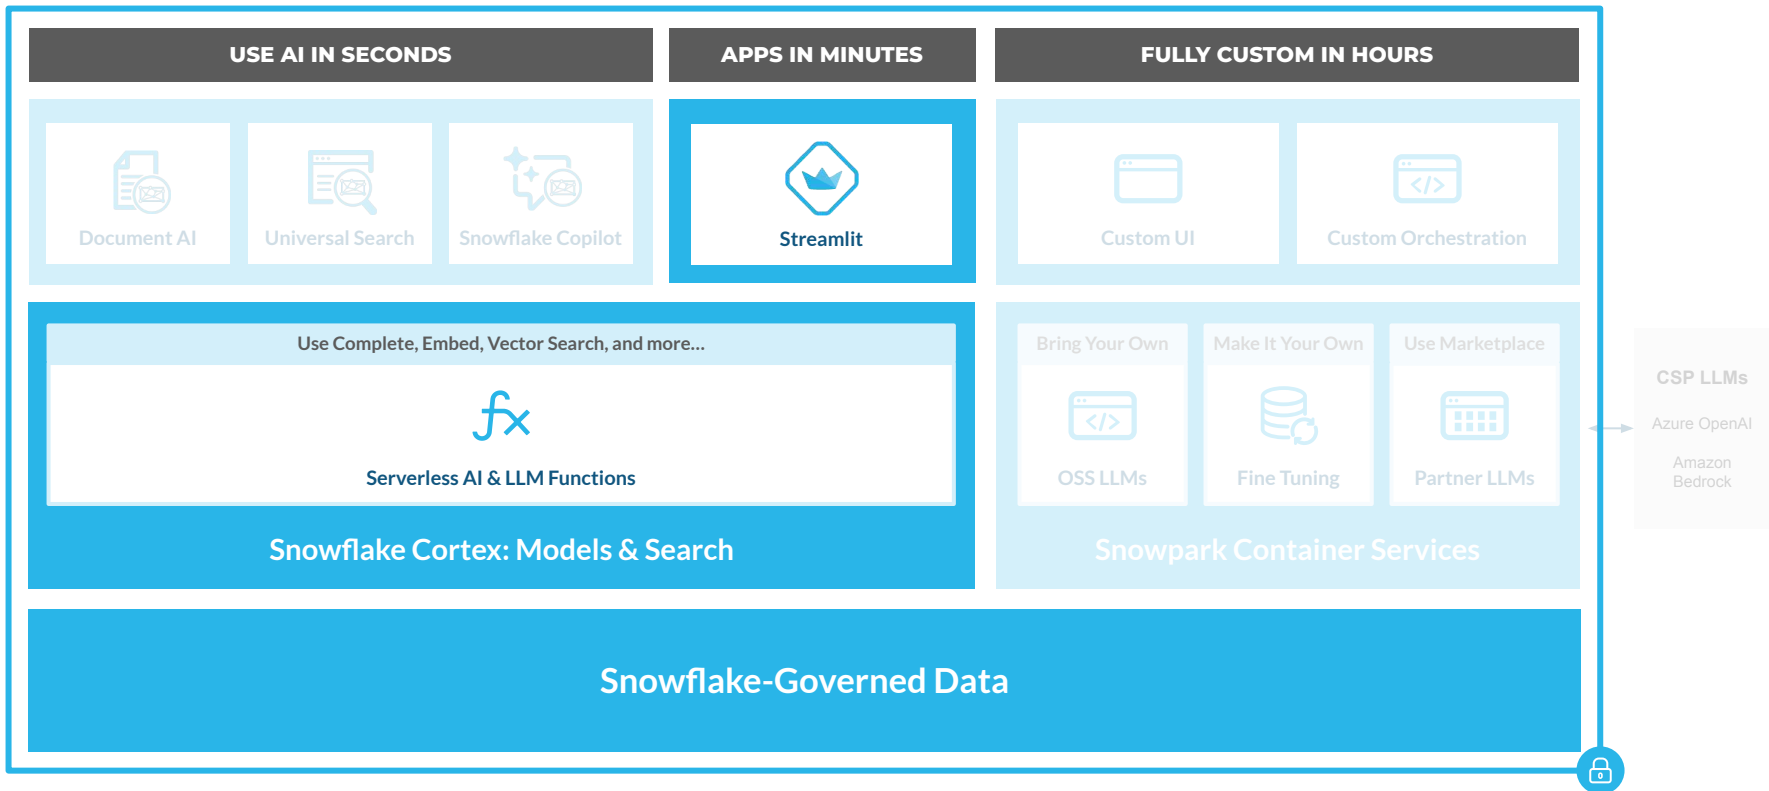 USE AI IN SECONDS
APPS IN MINUTES
FULLY CUSTOM IN HOURS
Document AI
Universal Search
Snowflake Copilot
Streamlit
Custom UI
Custom Orchestration
Use Complete, Embed, Vector Search, and more...
Serverless AI & LLM Functions
Snowflake Cortex: Models & Search
Bring Your Own
Make It Your Own
Use Marketplace
</>
OSS LLMs
Fine Tuning
Partner LLMs
Snowpark Container Services
CSP LLMs
Azure OpenAI
Amazon
Bedrock
Snowflake-Governed Data